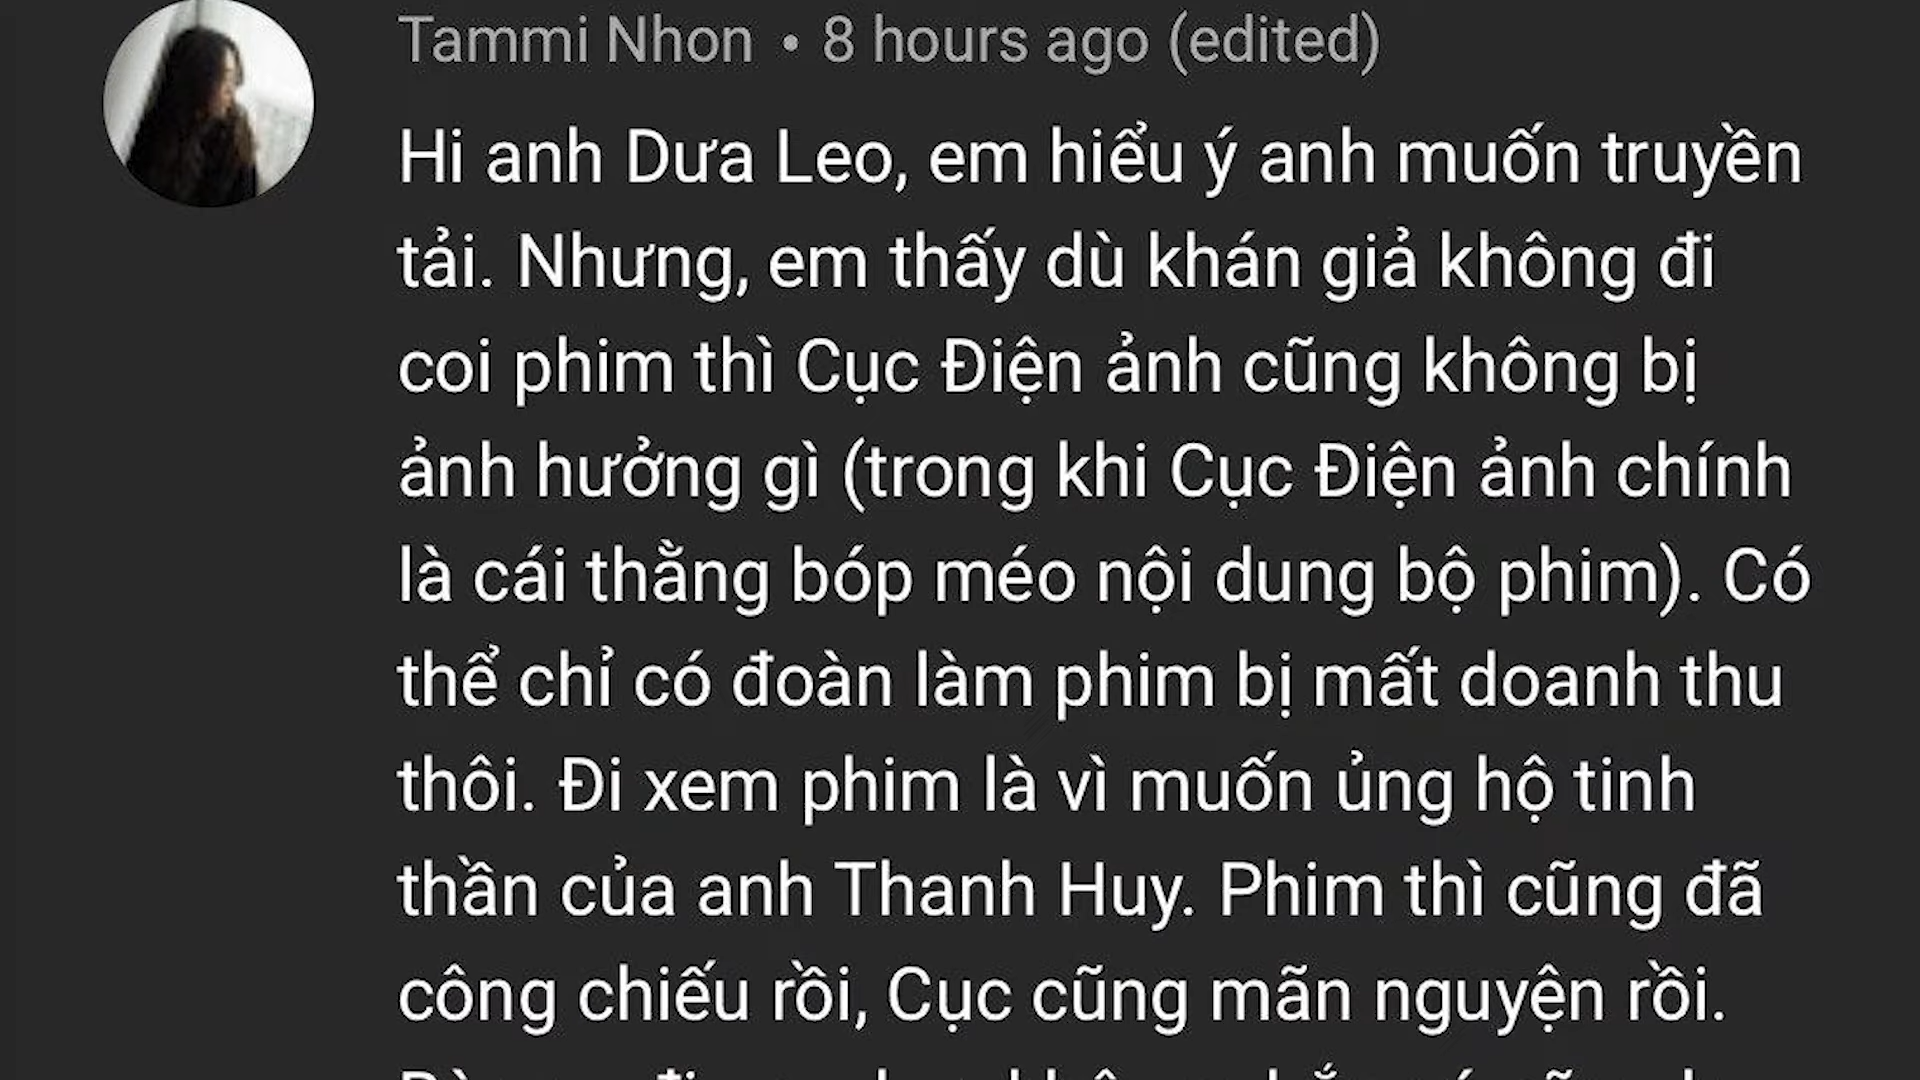 Tammi Nhon • 8 hours ago (edited)
Hi anh Dưa Leo, em hiểu ý anh muốn truyền
tải. Nhưng, em thấy dù khán giả không đi
coi phim thì Cục Điện ảnh cũng không bị
ảnh hưởng gì (trong khi Cục Điện ảnh chính
là cái thằng bóp méo nội dung bộ phim). Có
thể chỉ có đoàn làm phim bị mất doanh thu
thôi. Đi xem phim là vì muốn ủng hộ tinh
thần của anh Thanh Huy. Phim thì cũng đã
công chiếu rồi, Cục cũng mãn nguyện rồi.